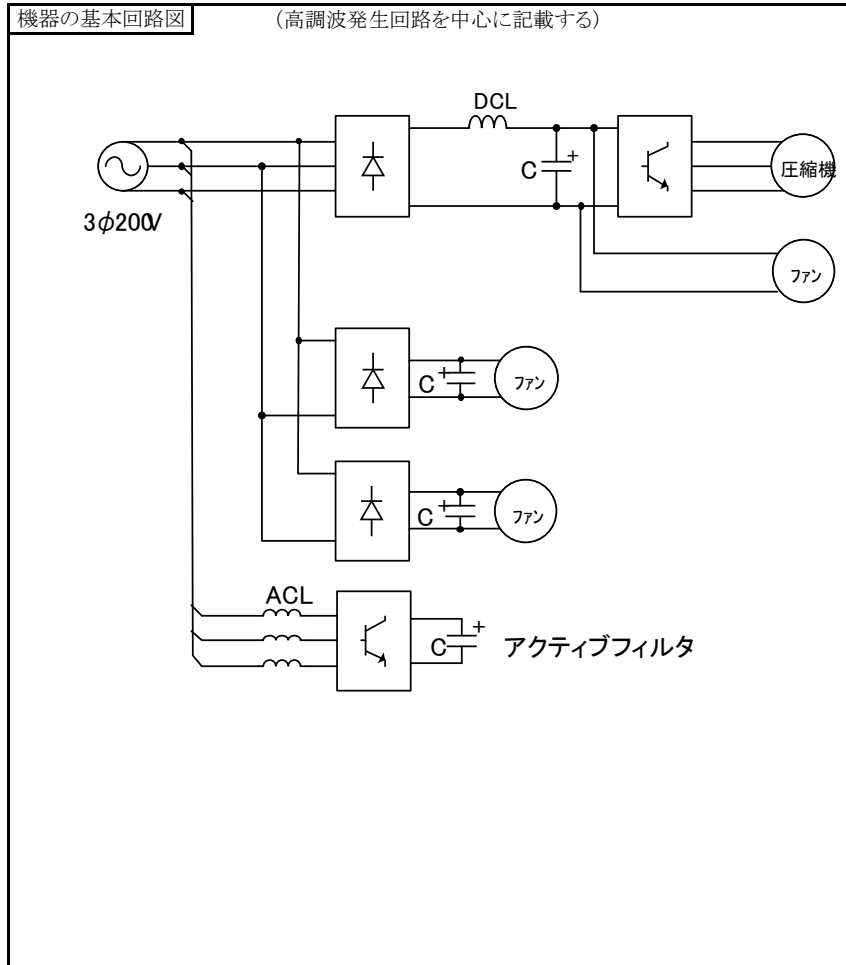 機器の基本回路図 (高調波発生回路を中心に記載する)
DCL
C +
圧縮機
3φ200V
ファン
C + ファン
C + ファン
ACL
C + アクティブフィルタ